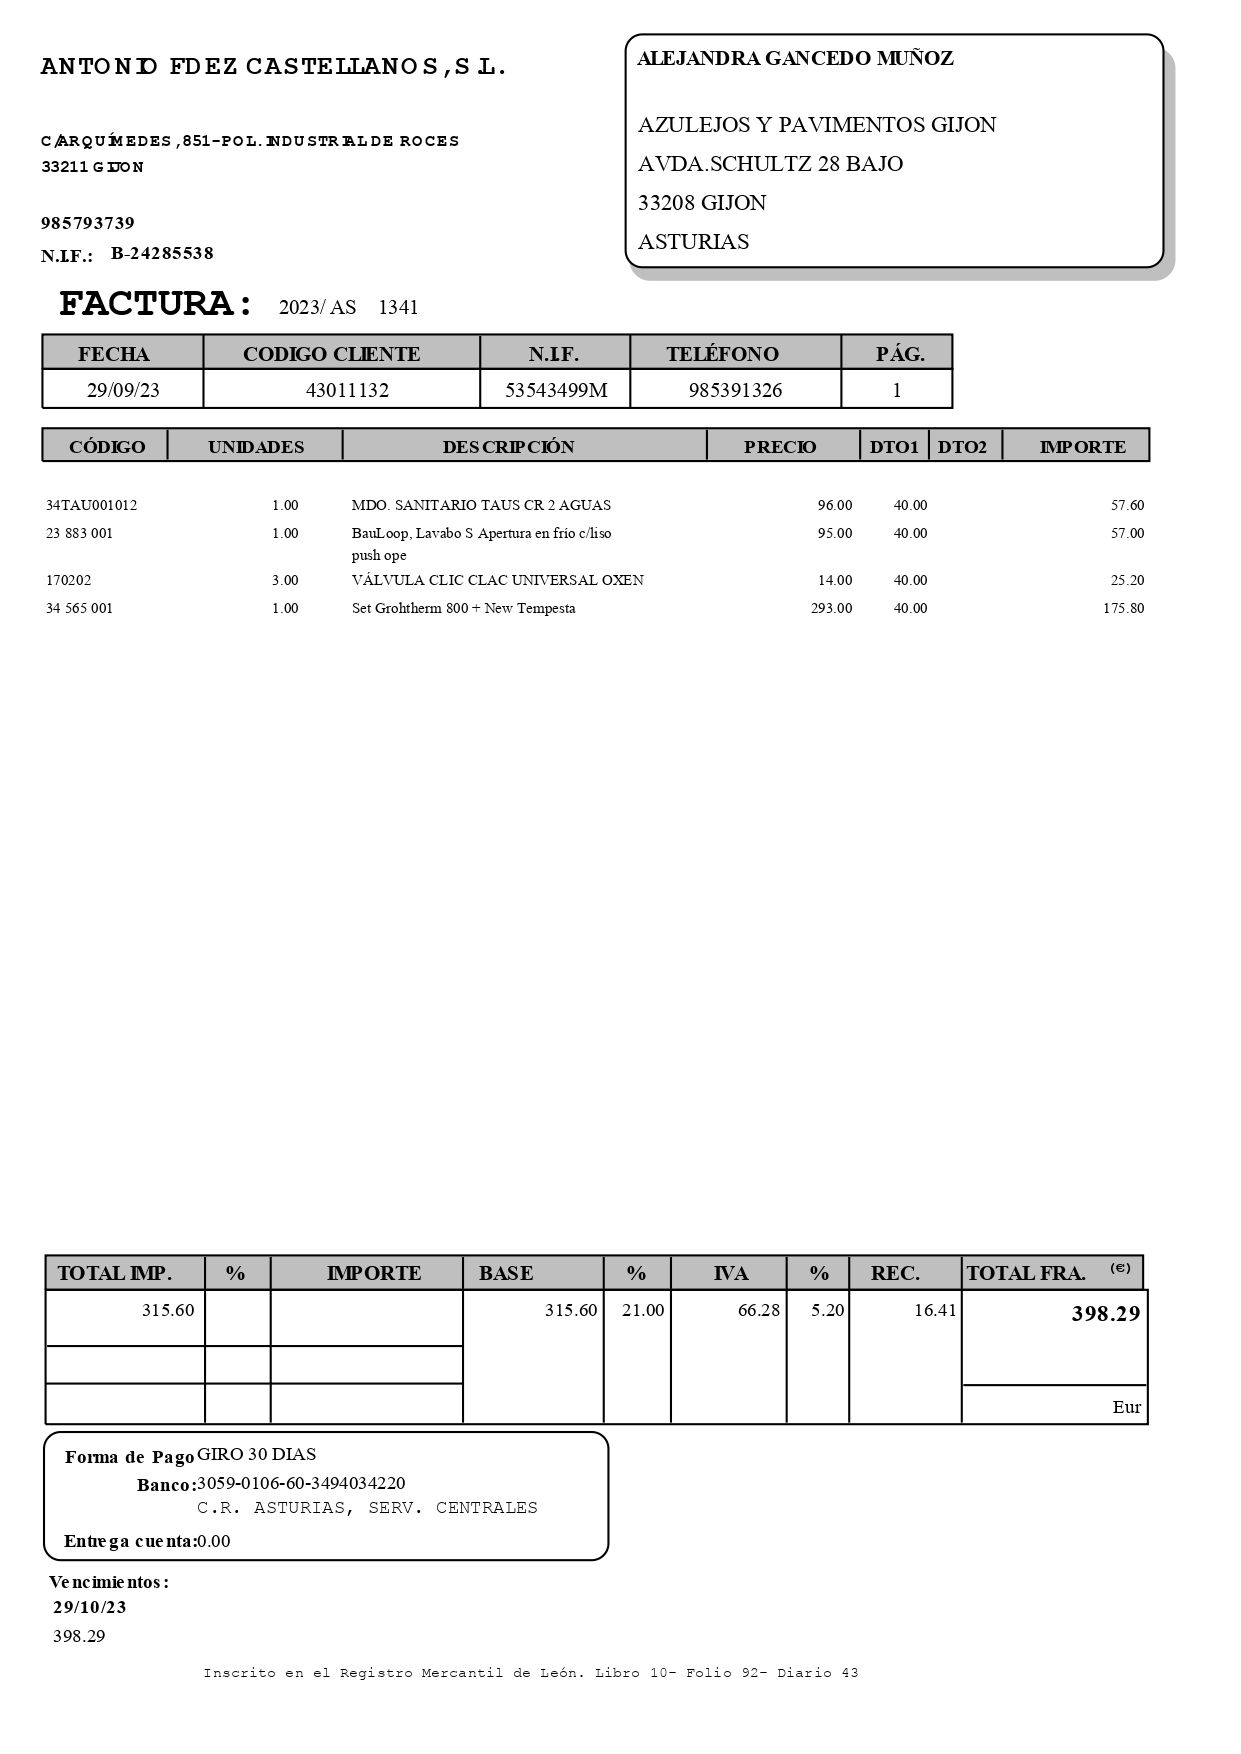 ANTONIO FDEZ CASTELLANOS,S.L.
C/ARQUÍMEDES,851-POL.INDUSTRIAL DE ROCES
33211 GIJON
985793739
N.I.F.: B-24285538
ALEJANDRA GANCEDO MUÑOZ
AZULEJOS Y PAVIMENTOS GIJON
AVDA.SCHULTZ 28 BAJO
33208 GIJON
ASTURIAS
FACTURA: 2023/ AS 1341
FECHA CODIGO CLIENTE N.I.F. TELÉFONO PÁG.
29/09/23 43011132 53543499M 985391326 1
CÓDIGO UNIDADES DESCRIPCIÓN PRECIO DTO1 DTO2 IMPORTE
34TAU001012 1.00 MDO. SANITARIO TAUS CR 2 AGUAS 96.00 40.00 57.60
23 883 001 1.00 BauLoop, Lavabo S Apertura en frío c/liso 95.00 40.00 57.00
push ope
170202 3.00 VÁLVULA CLIC CLAC UNIVERSAL OXEN 14.00 40.00 25.20
34 565 001 1.00 Set Grohtherm 800 + New Tempesta 293.00 40.00 175.80
TOTAL IMP. % IMPORTE BASE % IVA % REC. TOTAL FRA. (€)
315.60 315.60 21.00 66.28 5.20 16.41 398.29
Eur
Forma de Pago GIRO 30 DIAS
Banco:3059-0106-60-3494034220
C.R. ASTURIAS, SERV. CENTRALES
Entrega cuenta:0.00
Vencimientos:
29/10/23
398.29
Inscrito en el Registro Mercantil de León. Libro 10- Folio 92- Diario 43